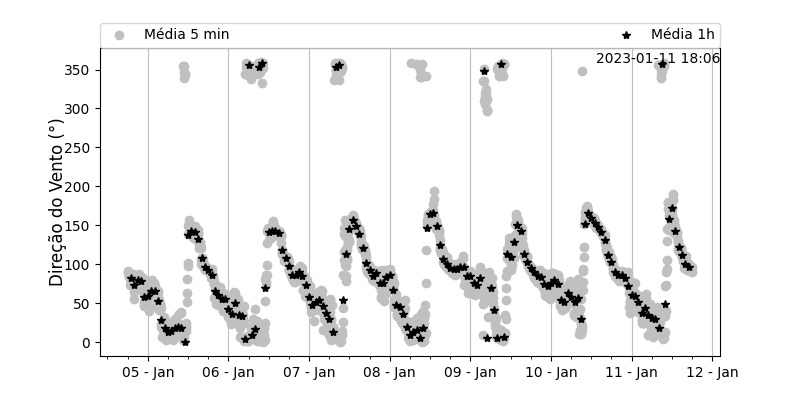 Média 5 min
Média 1h
2023-01-11 18:06
Direção do Vento (°)
350
300
250
200
150
100
50
0
05 - Jan
06 - Jan
07 - Jan
08 - Jan
09 - Jan
10 - Jan
11 - Jan
12 - Jan